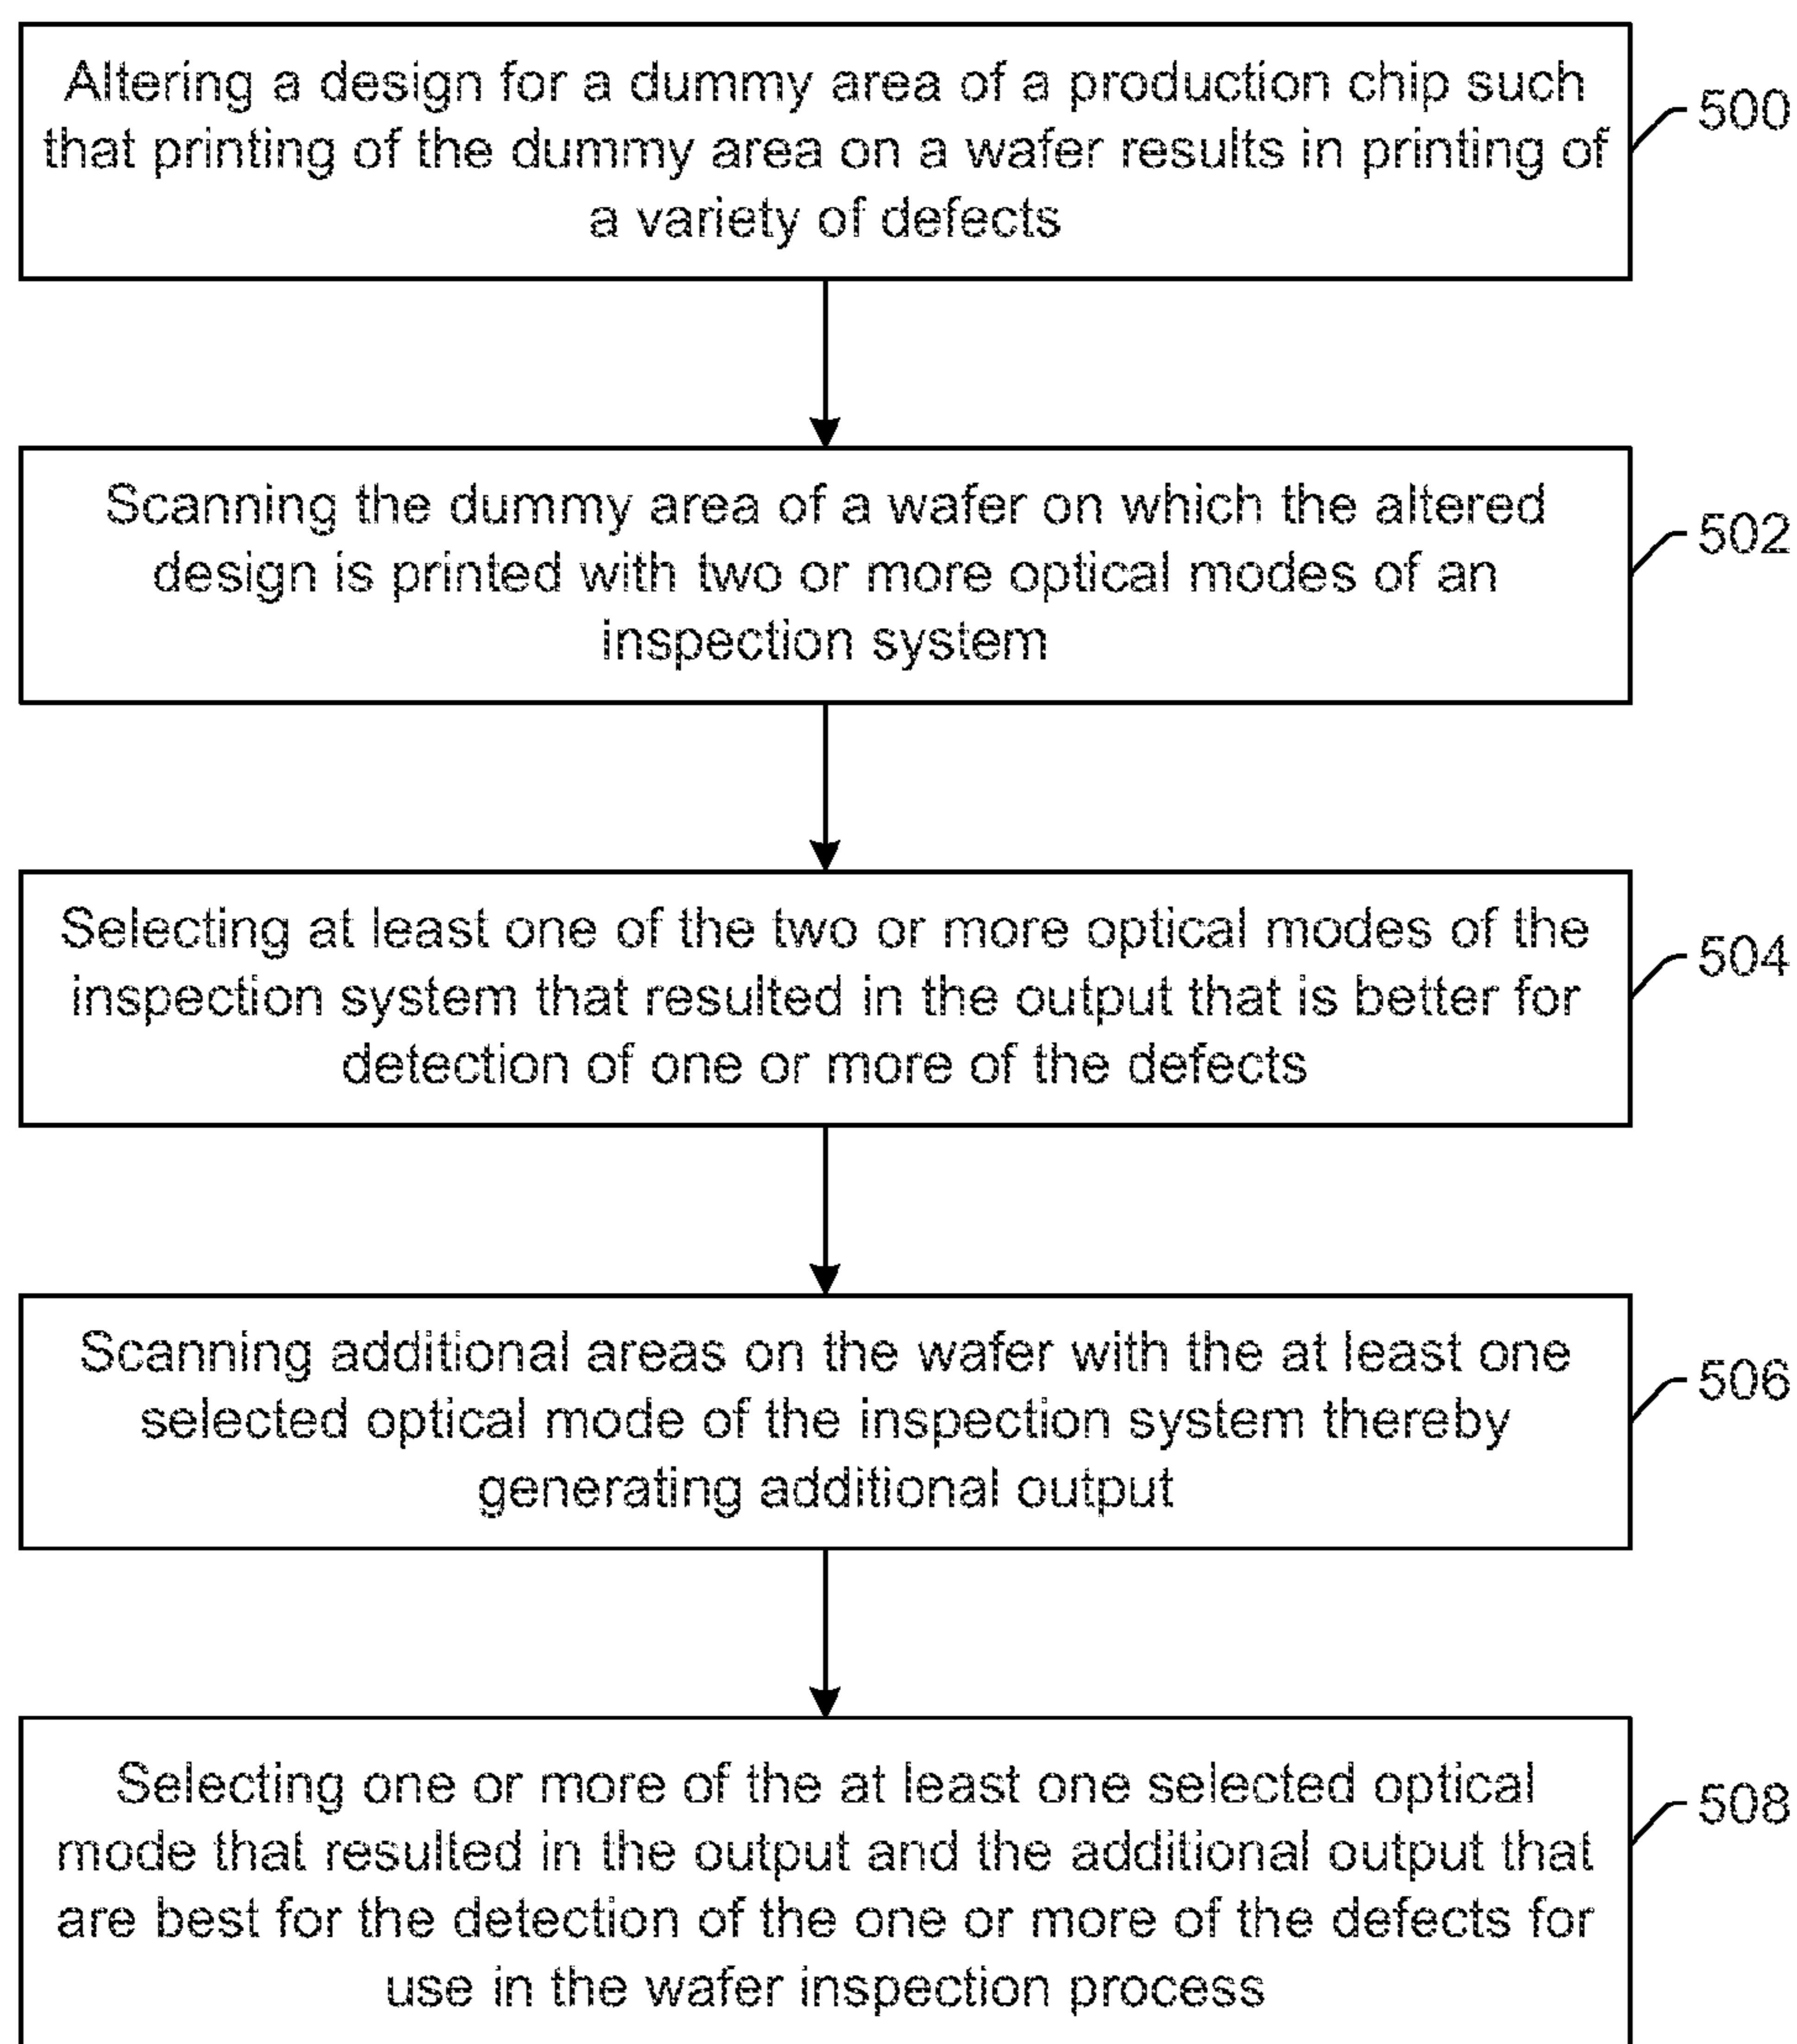 Altering a design for a dummy area of a production chip such
that printing of the dummy area on a wafer results in printing of
a variety of defects
500
Scanning the dummy area of a wafer on which the altered
design is printed with two or more optical modes of an
inspection system
502
Selecting at least one of the two or more optical modes of the
inspection system that resulted in the output that is better for
detection of one or more of the defects
504
Scanning additional areas on the wafer with the at least one
selected optical mode of the inspection system thereby
generating additional output
506
Selecting one or more of the at least one selected optical
mode that resulted in the output and the additional output that
are best for the detection of the one or more of the defects for
use in the wafer inspection process
508